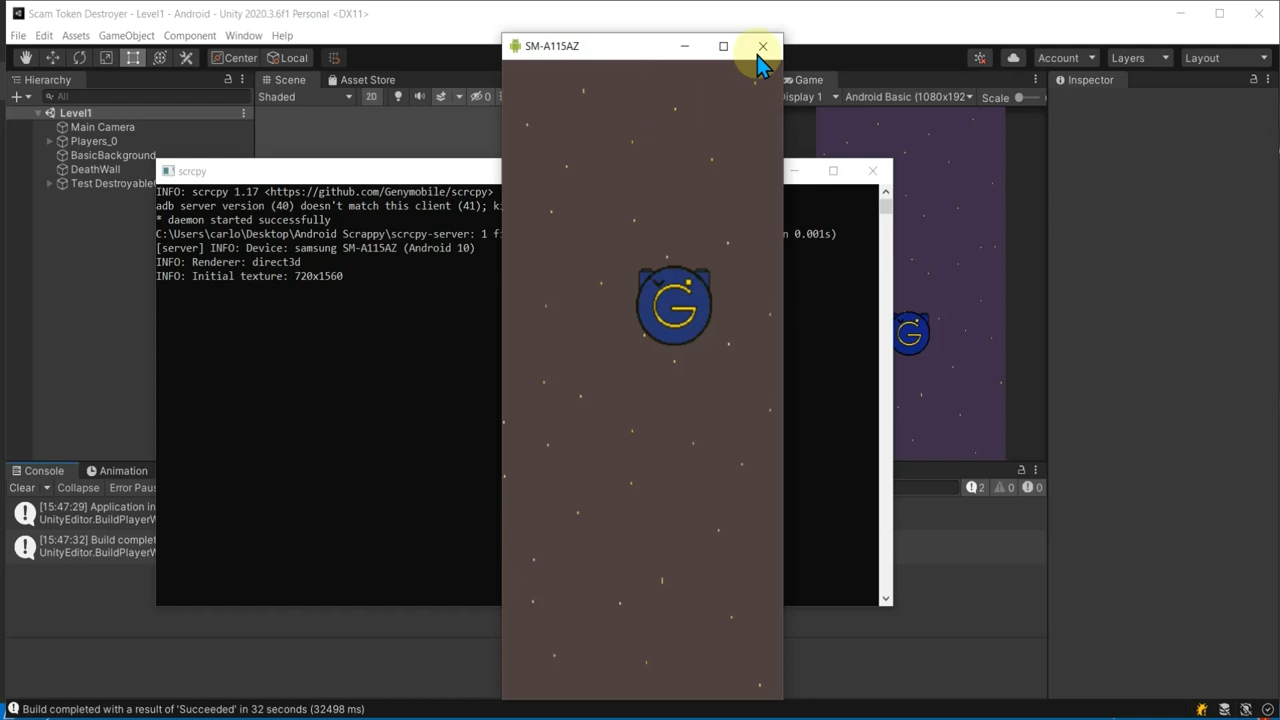 Scam Token Destroyer - Level1 - Android - Unity 2020.3.6f1 Personal <DX11>
File Edit Assets GameObject Component Window Help
Center Local Account Layers Layout
SM-A115AZ
Hierarchy Scene Asset Store Game Inspector
All Shaded 2D 0 Display 1 Android Basic (1080x192 Scale
Level1
Main Camera
Players_0
BasicBackground
DeathWall
Test Destroyable
scrcpy
INFO: scrcpy 1.17 <https://github.com/Genymobile/scrcpy>
adb server version (40) doesn't match this client (41); k
* daemon started successfully
C:\Users\carlo\Desktop\Android Scrappy\scrcpy-server: 1 f n 0.001s)
[server] INFO: Device: samsung SM-A115AZ (Android 10)
INFO: Renderer: direct3d
INFO: Initial texture: 720x1560
G
G
Console Animation
Clear Collapse Error Paus 2 0 0
[15:47:29] Application in
UnityEditor.BuildPlayerW
[15:47:32] Build complet
UnityEditor.BuildPlayerW
Build completed with a result of 'Succeeded' in 32 seconds (32498 ms)